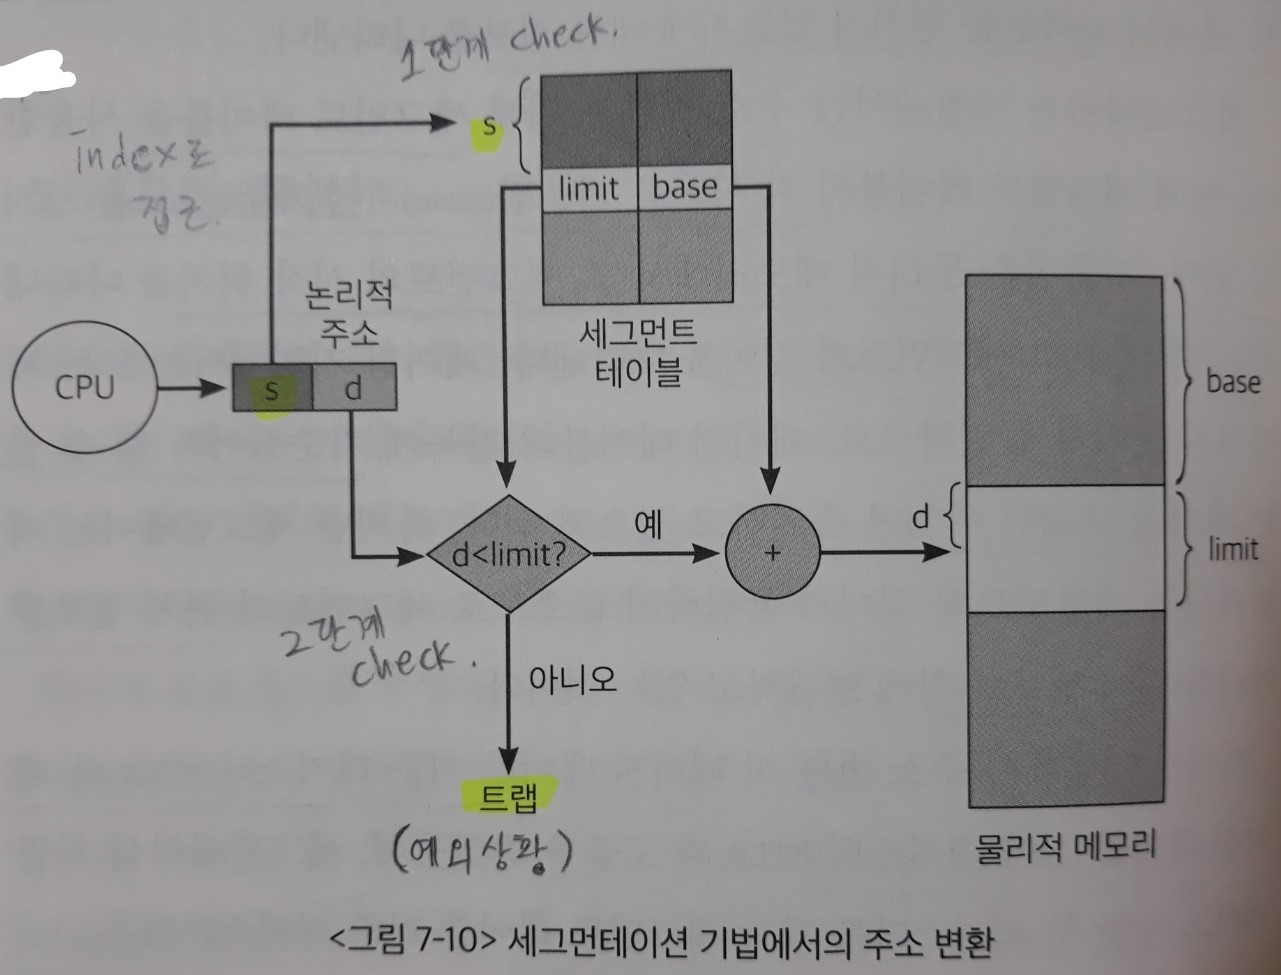 1단계 check.
index로
접근.
s
limit base
논리적
주소
세그먼트
테이블
CPU
s d
base
d
limit
d<limit?
예
+
2단계
check.
아니오
트랩
(예외상황)
물리적 메모리
<그림 7-10> 세그먼테이션 기법에서의 주소 변환